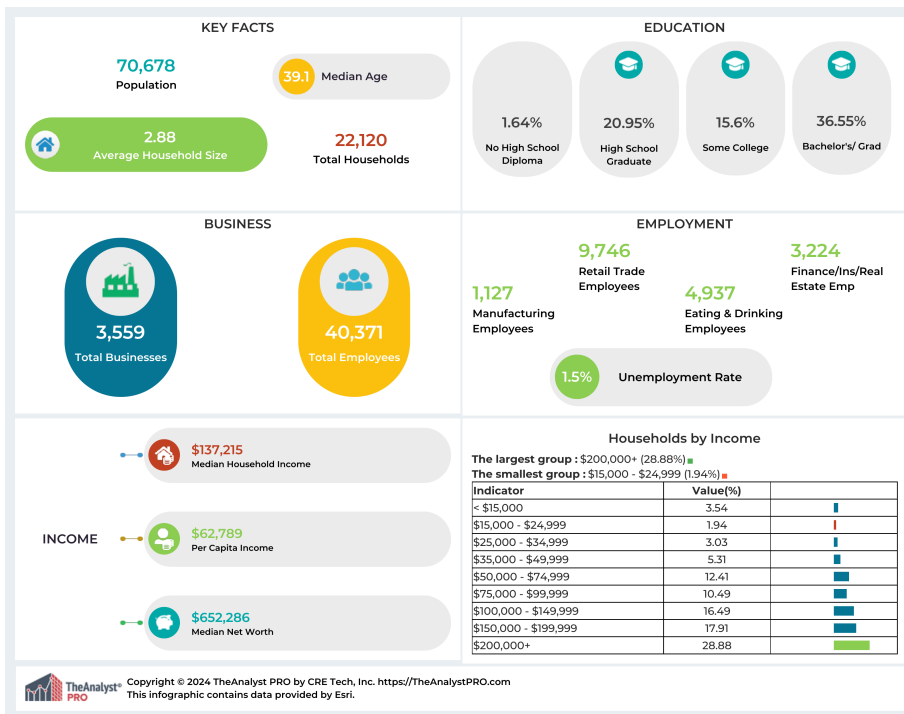 KEY FACTS
70,678
Population
39.1 Median Age
2.88
Average Household Size
22,120
Total Households
EDUCATION
1.64%
No High School
Diploma
20.95%
High School
Graduate
15.6%
Some College
36.55%
Bachelor's/ Grad
BUSINESS
3,559
Total Businesses
40,371
Total Employees
EMPLOYMENT
1,127
Manufacturing
Employees
9,746
Retail Trade
Employees
4,937
Eating & Drinking
Employees
3,224
Finance/Ins/Real
Estate Emp
1.5% Unemployment Rate
INCOME
$137,215
Median Household Income
$62,789
Per Capita Income
$652,286
Median Net Worth
Households by Income
The largest group : $200,000+ (28.88%)
The smallest group : $15,000 - $24,999 (1.94%)
Indicator Value(%)
< $15,000 3.54
$15,000 - $24,999 1.94
$25,000 - $34,999 3.03
$35,000 - $49,999 5.31
$50,000 - $74,999 12.41
$75,000 - $99,999 10.49
$100,000 - $149,999 16.49
$150,000 - $199,999 17.91
$200,000+ 28.88
TheAnalyst®
PRO
Copyright © 2024 TheAnalyst PRO by CRE Tech, Inc. https://TheAnalystPRO.com
This infographic contains data provided by Esri.